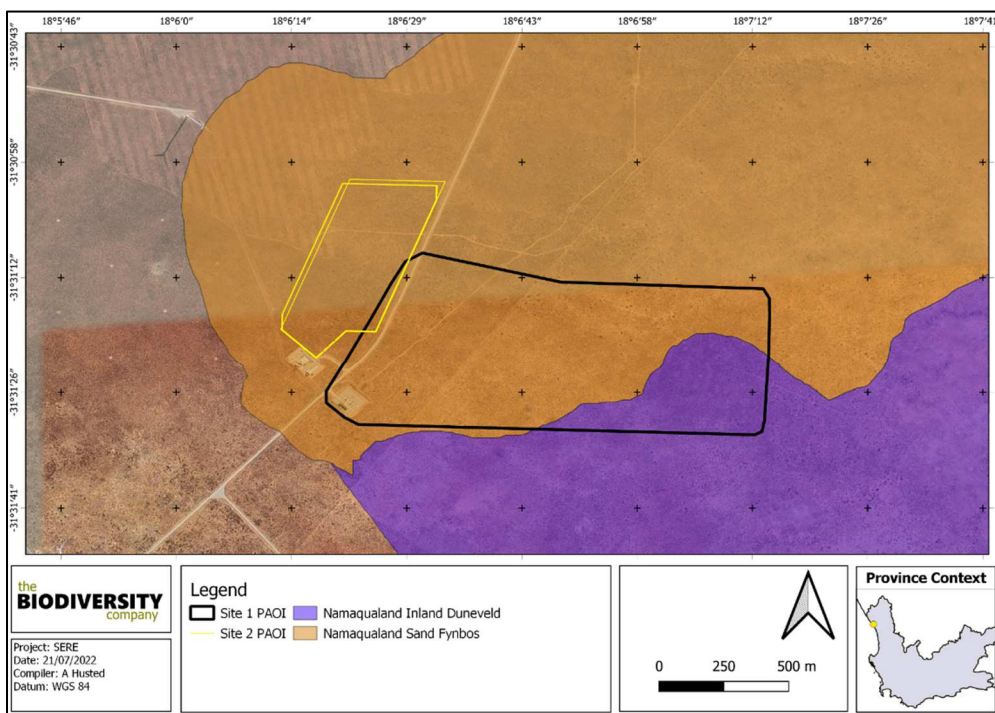 18°5'46" 18°6'0" 18°6'14" 18°6'29" 18°6'43" 18°6'58" 18°7'12" 18°7'26" 18°7'41"
-31°30'43"
-31°30'58"
-31°31'12"
-31°31'26"
-31°31'41"
the
BIODIVERSITY
company
Project: SERE
Date: 21/07/2022
Compiler: A Husted
Datum: WGS 84
Legend
Site 1 PAOI Namaqualand Inland Duneveld
Site 2 PAOI Namaqualand Sand Fynbos
0 250 500 m
Province Context